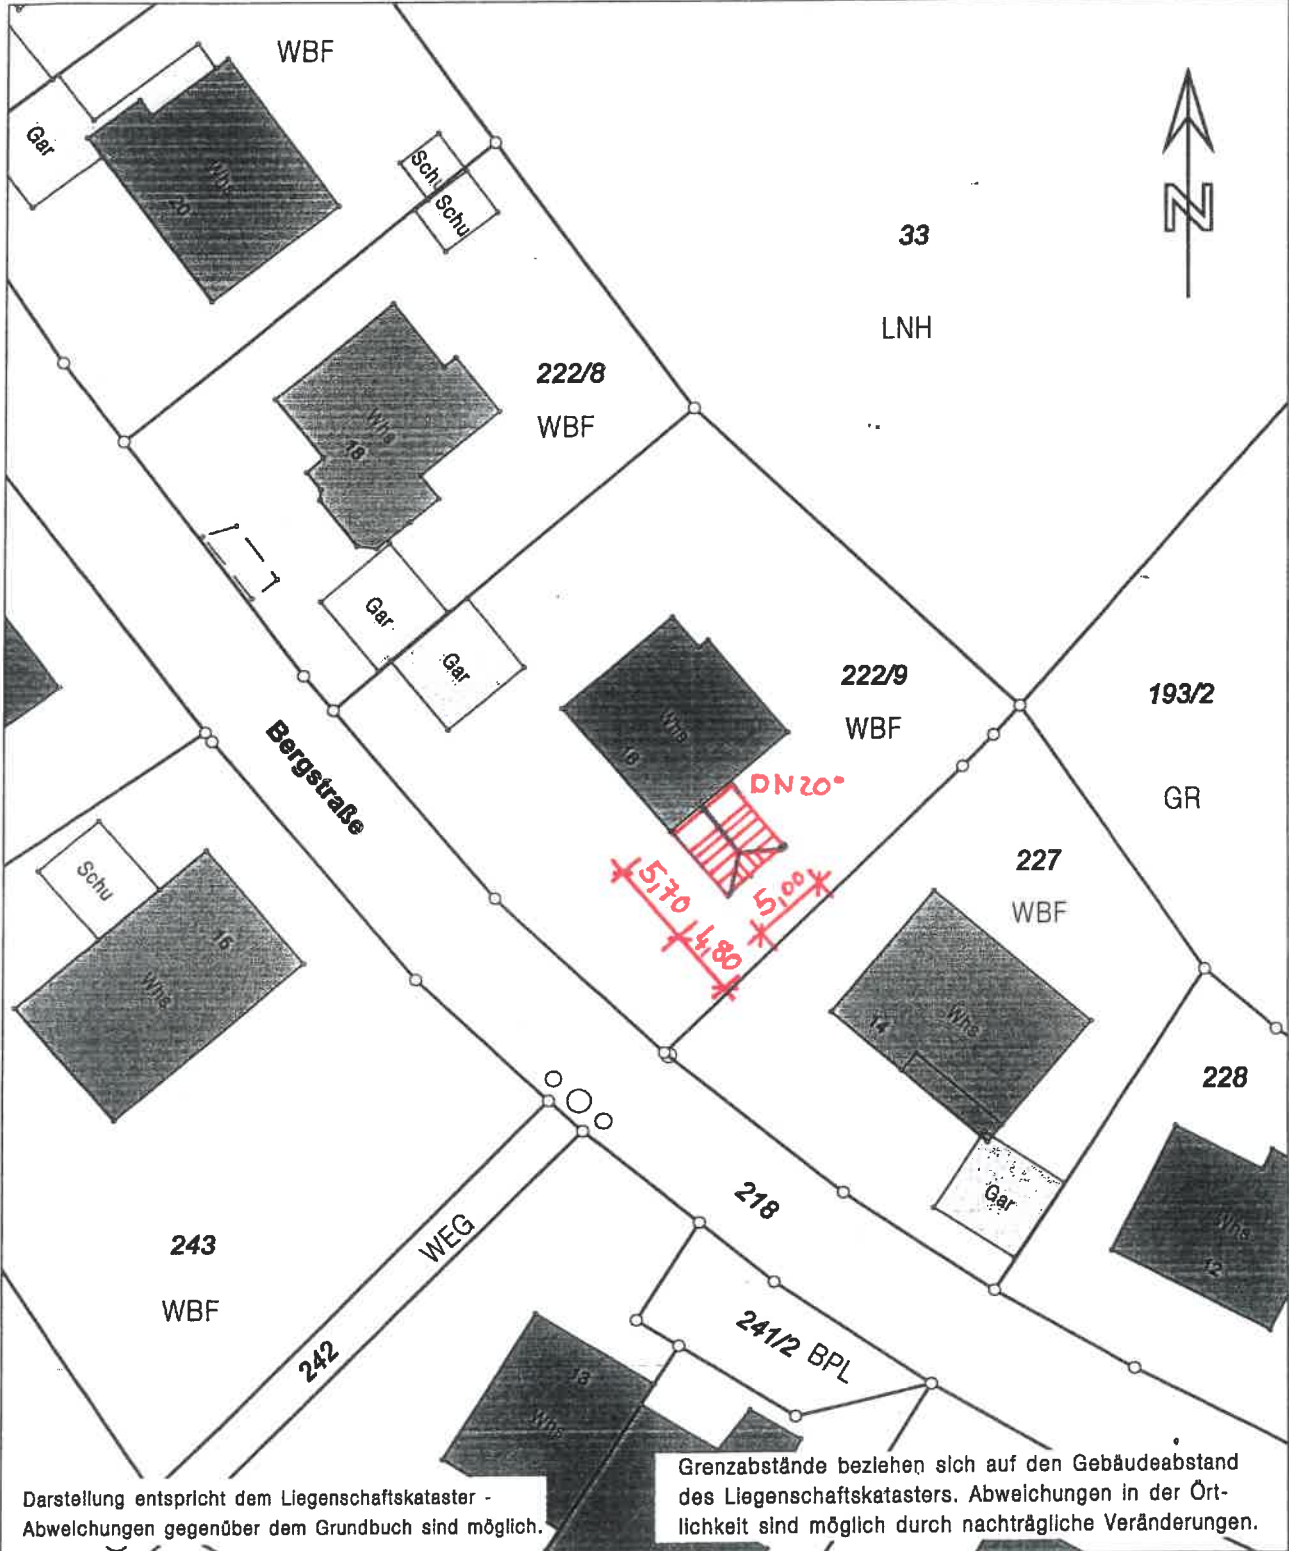 WBF
Gar
Whs
20
Schu
Schu
33
N
LNH
222/8
WBF
Whs
18
Gar
Gar
222/9
WBF
193/2
GR
Whs
16
Bergstraße
DN 20°
5,70
4,80
5,00
227
WBF
Schu
16
Whs
Whs
14
228
Gar
218
Whs
12
243
WBF
WEG
242
241/2 BPL
13
Whs
Darstellung entspricht dem Liegenschaftskataster -
Abweichungen gegenüber dem Grundbuch sind möglich.
Grenzabstände beziehen sich auf den Gebäudeabstand
des Liegenschaftskatasters. Abweichungen in der Ört-
lichkeit sind möglich durch nachträgliche Veränderungen.